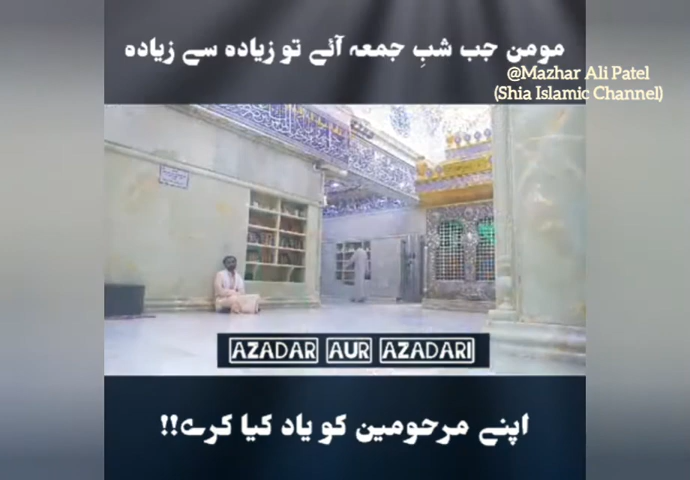 مومن جب شبِ جمعہ آئے تو زیادہ سے زیادہ
@Mazhar Ali Patel
(Shia Islamic Channel)
AZADAR AUR AZADARI
اپنے مرحومین کو یاد کیا کرے!!